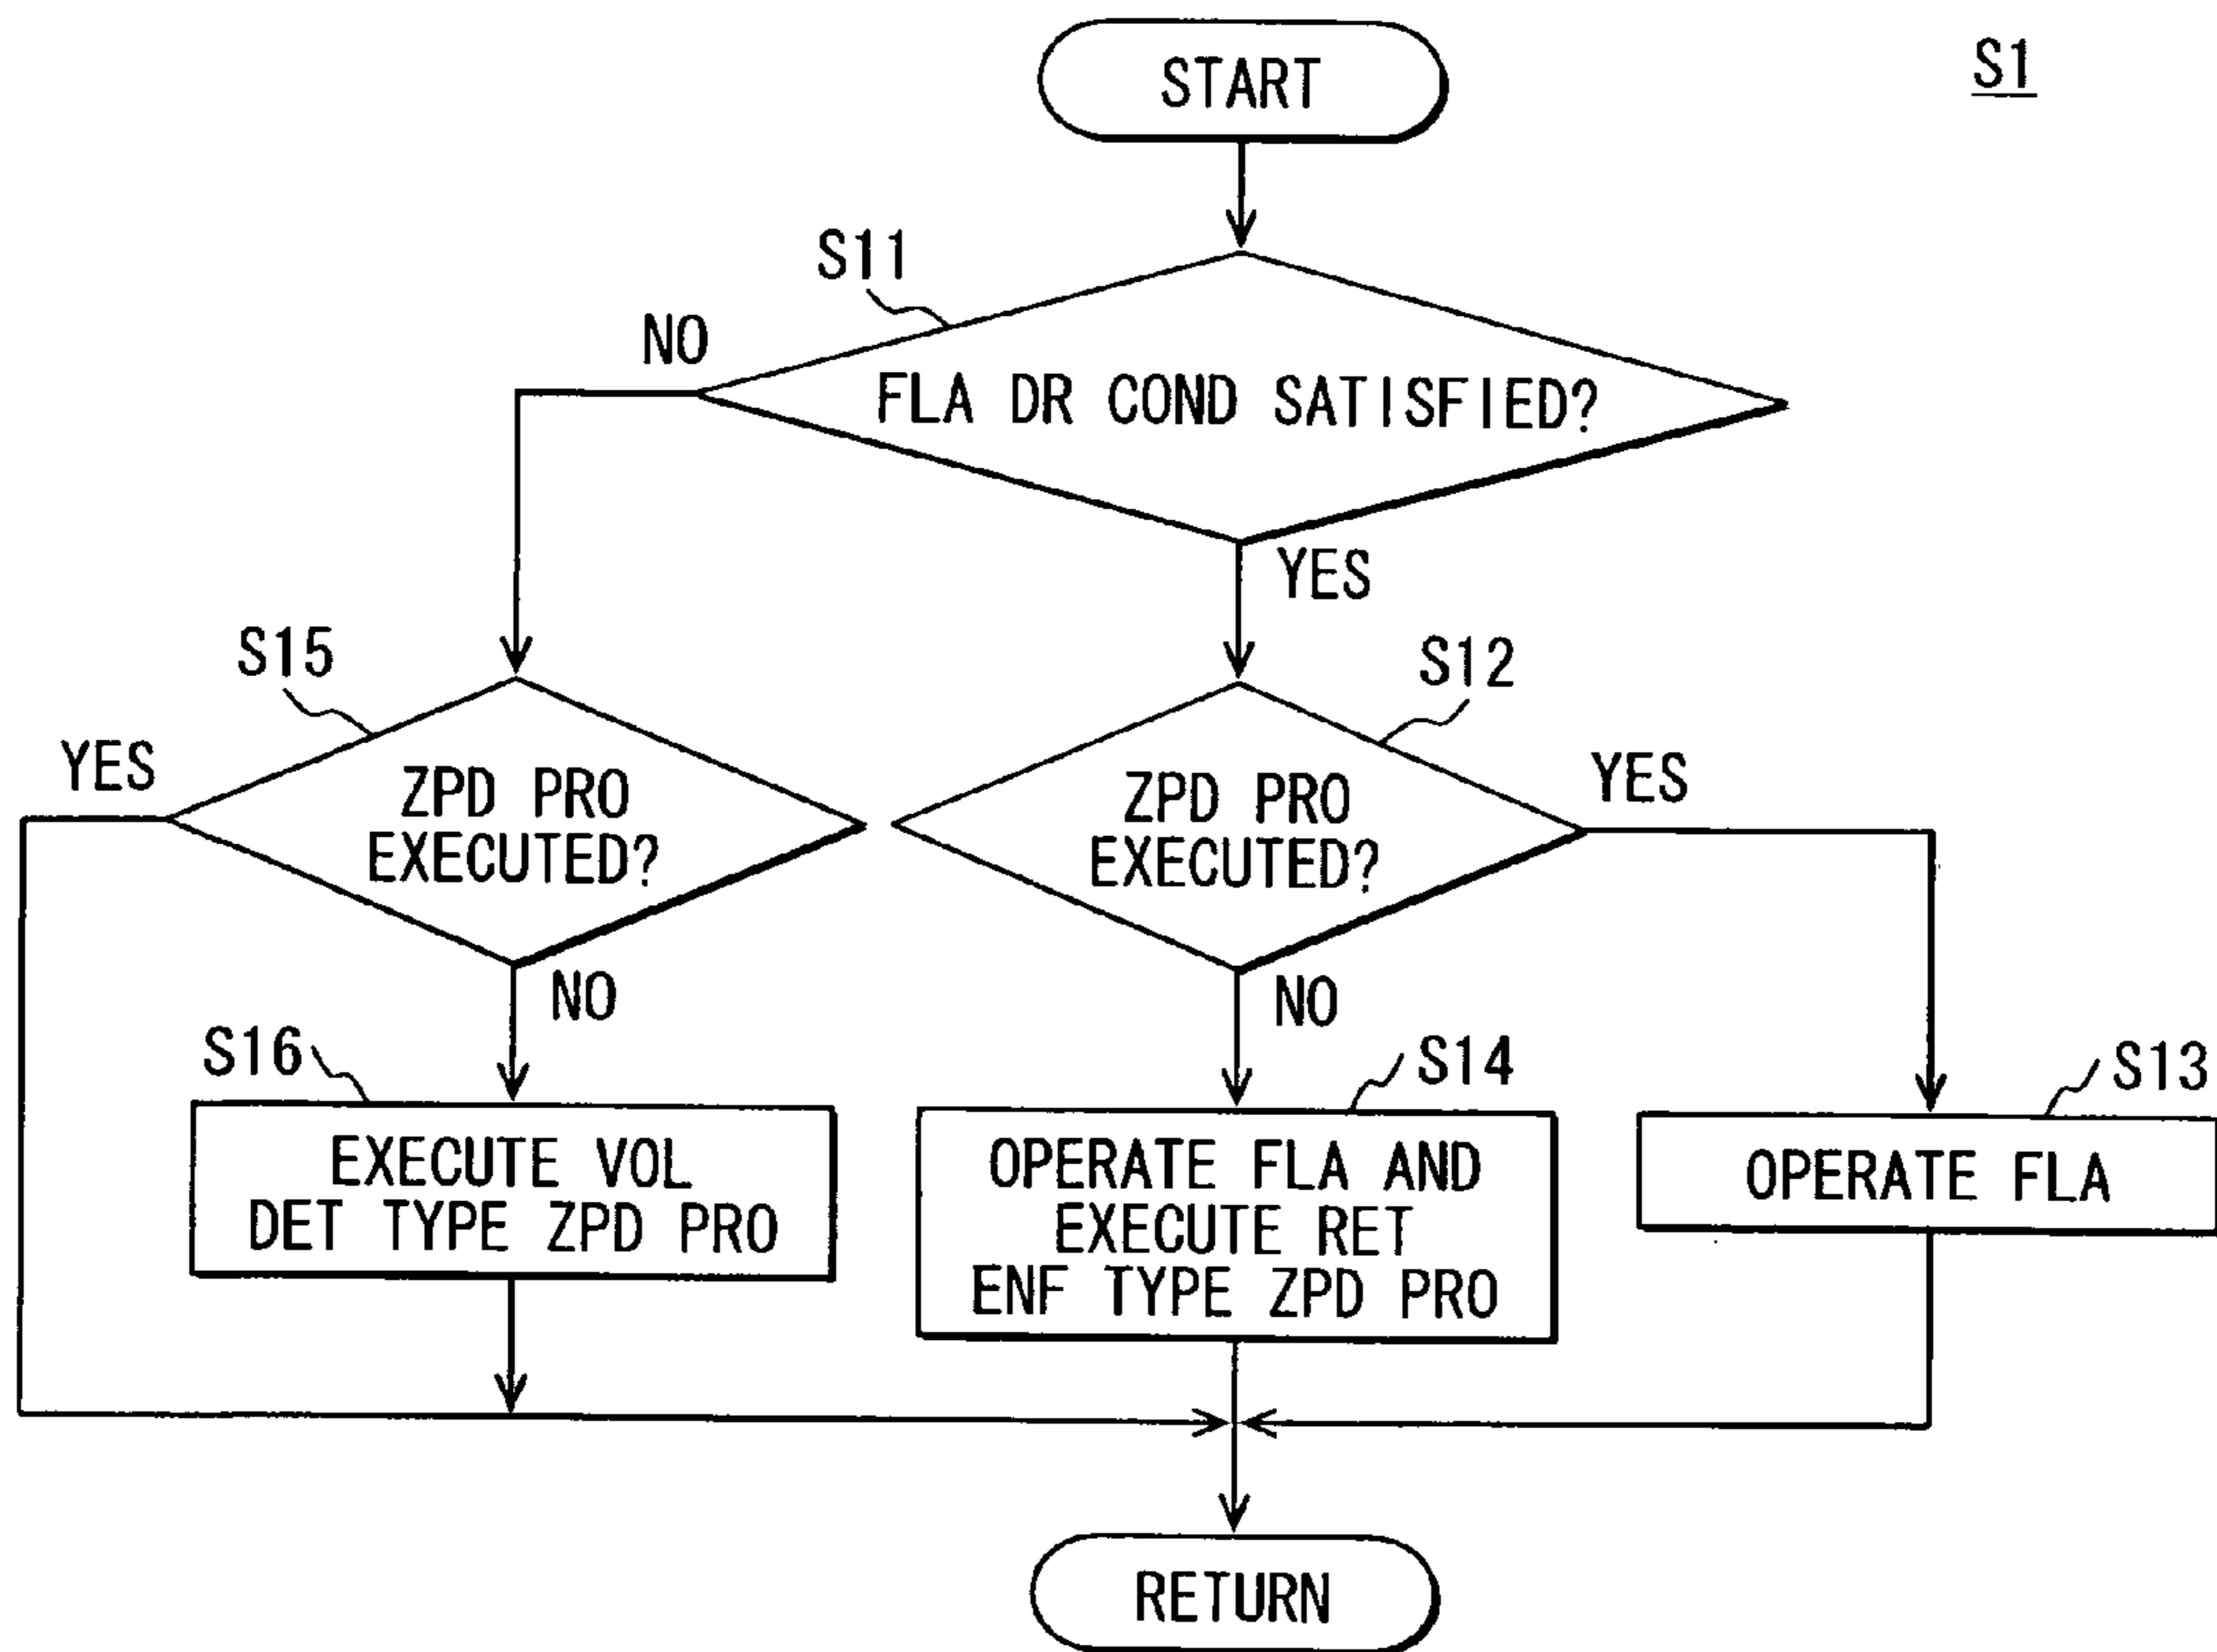 START
S1
S11
NO
FLA DR COND SATISFIED?
YES
S15
S12
YES
ZPD PRO
EXECUTED?
ZPD PRO
EXECUTED?
YES
NO
NO
S16
S14
S13
EXECUTE VOL
DET TYPE ZPD PRO
OPERATE FLA AND
EXECUTE RET
ENF TYPE ZPD PRO
OPERATE FLA
RETURN